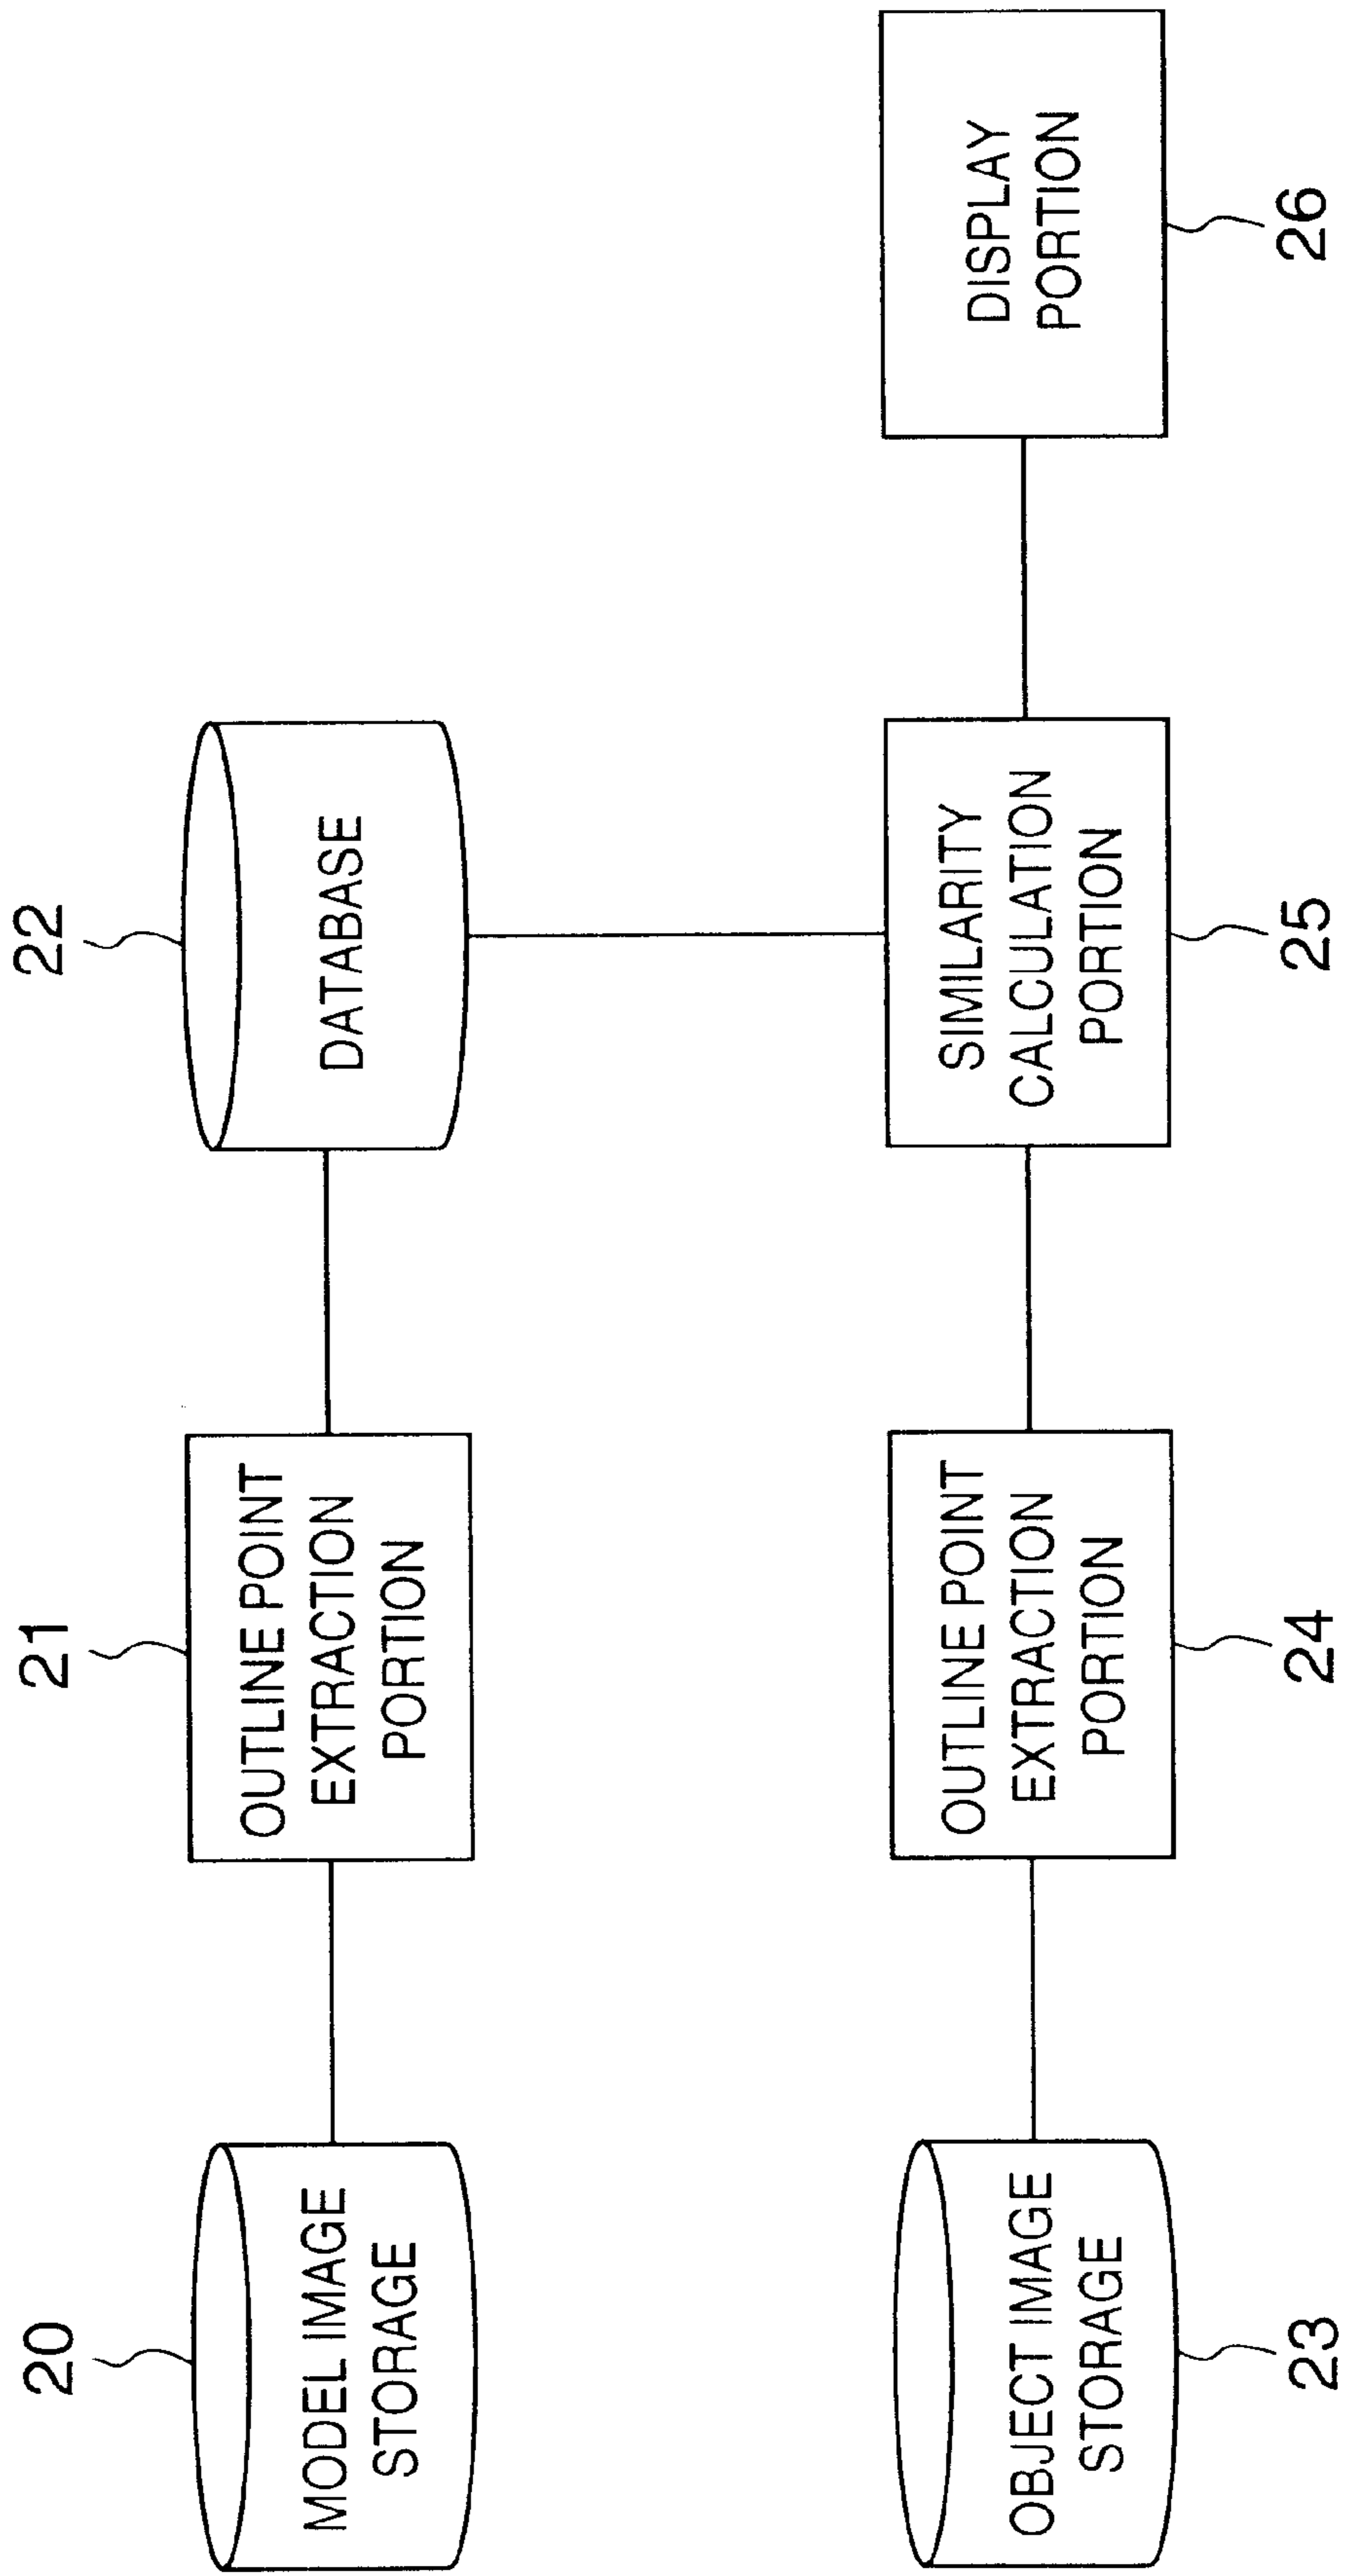 20
MODEL IMAGE
STORAGE
21
OUTLINE POINT
EXTRACTION
PORTION
22
DATABASE
OBJECT IMAGE
STORAGE
23
OUTLINE POINT
EXTRACTION
PORTION
24
SIMILARITY
CALCULATION
PORTION
25
DISPLAY
PORTION
26